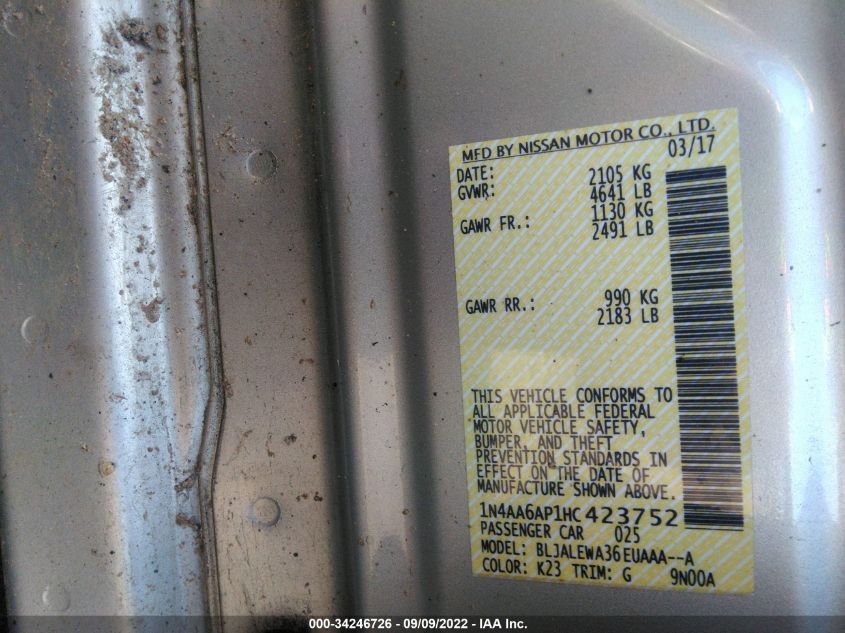 MFD BY NISSAN MOTOR CO., LTD.
DATE: 03/17
GVWR: 2105 KG
4641 LB
GAWR FR.: 1130 KG
2491 LB
GAWR RR.: 990 KG
2183 LB
THIS VEHICLE CONFORMS TO
ALL APPLICABLE FEDERAL
MOTOR VEHICLE SAFETY,
BUMPER, AND THEFT
PREVENTION STANDARDS IN
EFFECT ON THE DATE OF
MANUFACTURE SHOWN ABOVE.
1N4AA6AP1HC423752
PASSENGER CAR 025
MODEL: BLJALEWA36EUAAA--A
COLOR: K23 TRIM: G 9N00A
000-34246726 - 09/09/2022 - IAA Inc.